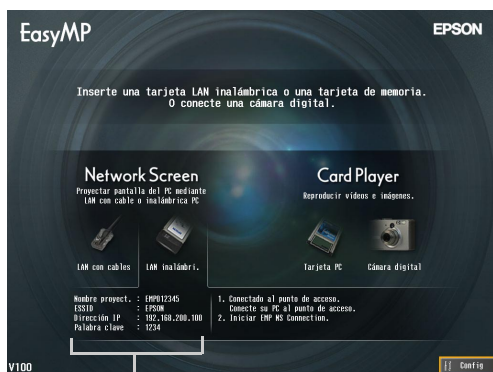 EasyMP
EPSON
Inserte una tarjeta LAN inalámbrica o una tarjeta de memoria.
O conecte una cámara digital.
Network Screen
Proyectar pantalla del PC mediante
LAN con cable o inalámbrica PC
LAN con cables
LAN inalámbri.
Card Player
Reproducir vídeos e imágenes.
Tarjeta PC
Cámara digital
Nombre proyect. : EMP012345
ESSID : EPSON
Dirección IP : 192.168.200.100
Palabra clave : 1234
1. Conectado al punto de acceso.
Conecte su PC al punto de acceso.
2. Iniciar EMP NS Connection.
V100
Config